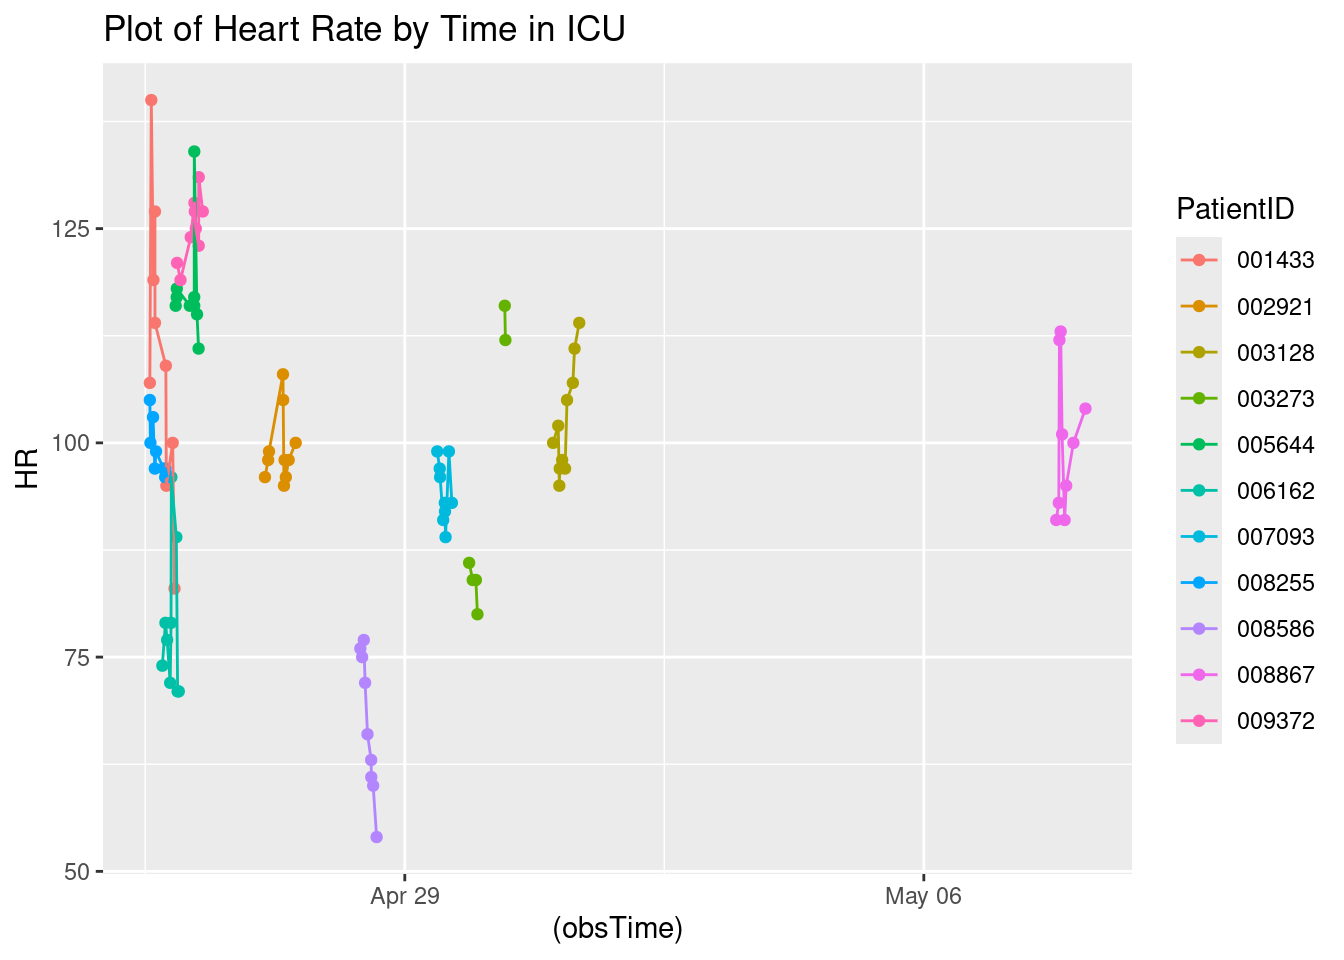 Plot of Heart Rate by Time in ICU
HR
125
100
75
50
Apr 29
May 06
(obsTime)
PatientID
001433
002921
003128
003273
005644
006162
007093
008255
008586
008867
009372